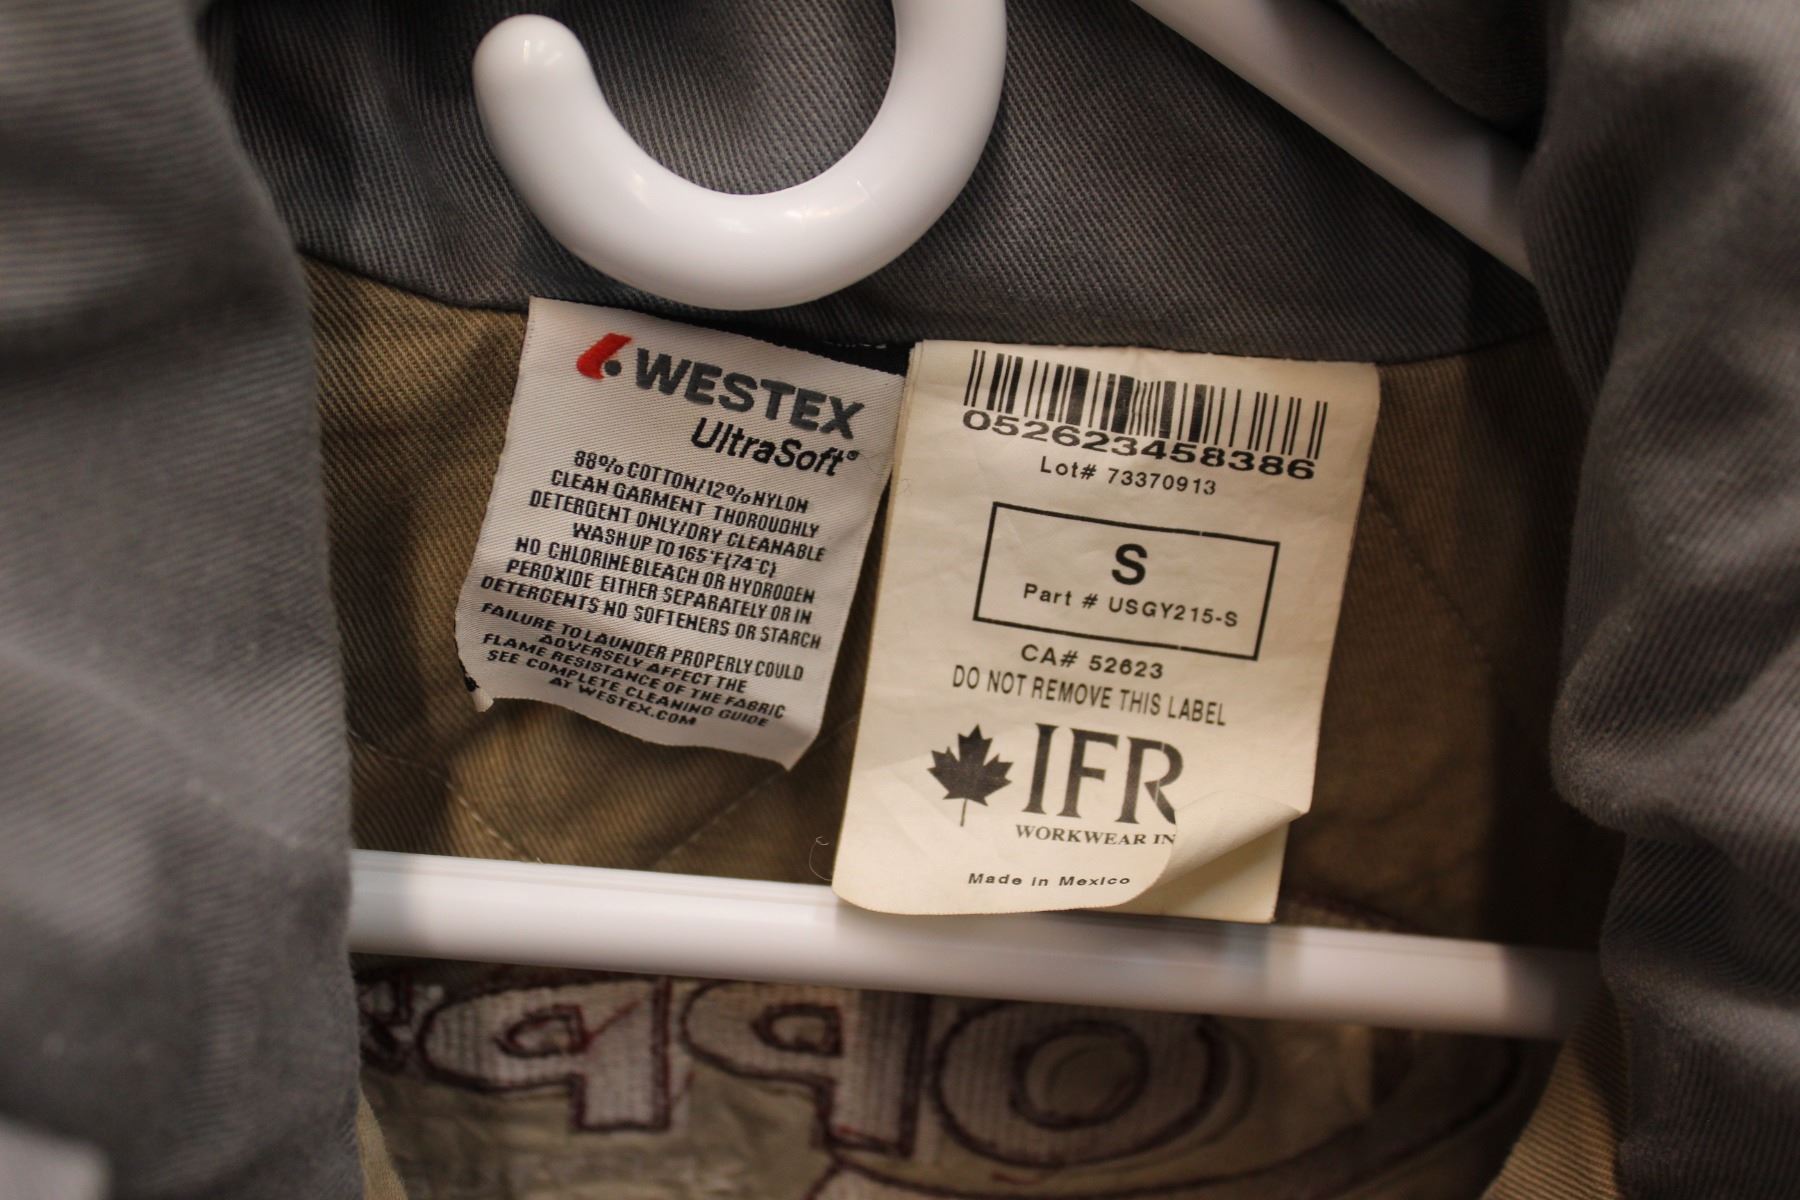 WESTEX
UltraSoft®
88% COTTON/12% NYLON
CLEAN GARMENT THOROUGHLY
DETERGENT ONLY/DRY CLEANABLE
WASH UP TO 165°F(74°C)
NO CHLORINE BLEACH OR HYDROGEN
PEROXIDE EITHER SEPARATELY OR IN
DETERGENTS NO SOFTENERS OR STARCH
FAILURE TO LAUNDER PROPERLY COULD
ADVERSELY AFFECT THE
FLAME RESISTANCE OF THE FABRIC
SEE COMPLETE CLEANING GUIDE
AT WESTEX.COM
052623458386
Lot# 73370913
S
Part # USGY215-S
CA# 52623
DO NOT REMOVE THIS LABEL
IFR
WORKWEAR IN
Made in Mexico